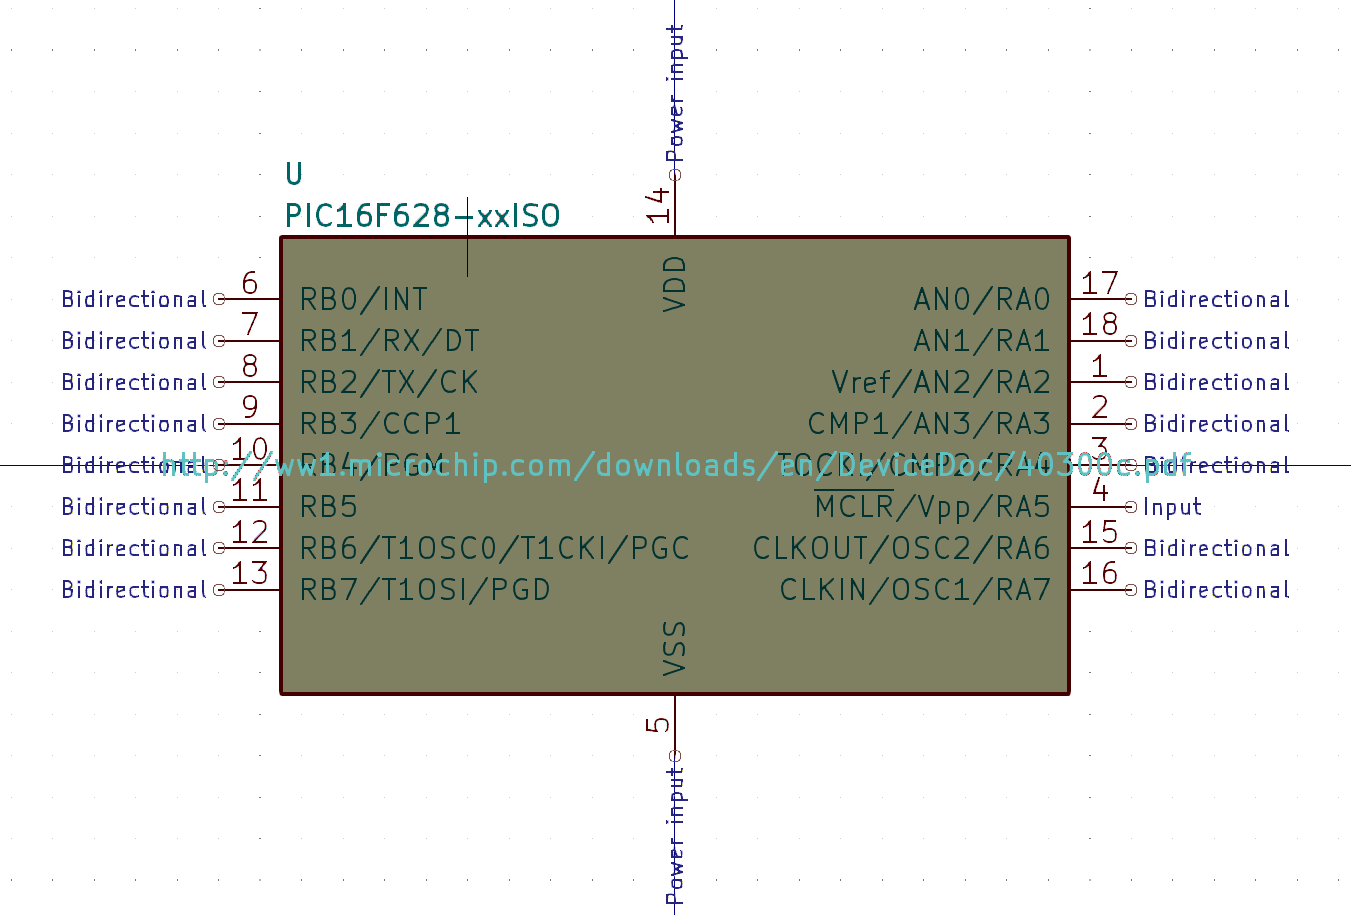 Power input
14
U
PIC16F628-xxISO
VDD
Bidirectional 6 RB0/INT AN0/RA0 17 Bidirectional
Bidirectional 7 RB1/RX/DT AN1/RA1 18 Bidirectional
Bidirectional 8 RB2/TX/CK Vref/AN2/RA2 1 Bidirectional
Bidirectional 9 RB3/CCP1 CMP1/AN3/RA3 2 Bidirectional
Bidirectional 10 RB4/PGM TOCKI/CMP2/RA4 3 Bidirectional
http://ww1.microchip.com/downloads/en/DeviceDoc/40300c.pdf
Bidirectional 11 RB5 MCLR/Vpp/RA5 4 Input
Bidirectional 12 RB6/T1OSC0/T1CKI/PGC CLKOUT/OSC2/RA6 15 Bidirectional
Bidirectional 13 RB7/T1OSI/PGD CLKIN/OSC1/RA7 16 Bidirectional
VSS
5
Power input